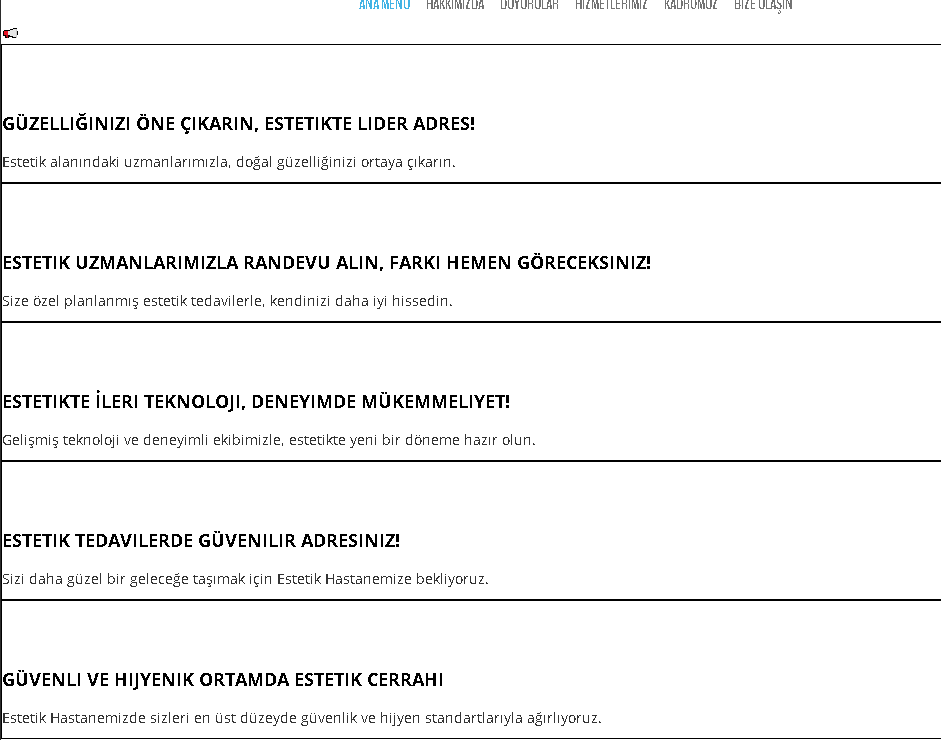 ANA MENÜ HAKKIMIZDA DUYURULAR HİZMETLERİMİZ KADROMUZ BİZE ULAŞIN
GÜZELLIĞINIZI ÖNE ÇIKARIN, ESTETIKTE LIDER ADRES!
Estetik alanındaki uzmanlarımızla, doğal güzelliğinizi ortaya çıkarın.
ESTETIK UZMANLARIMIZLA RANDEVU ALIN, FARKI HEMEN GÖRECEKSINIZ!
Size özel planlanmış estetik tedavilerle, kendinizi daha iyi hissedin.
ESTETIKTE İLERI TEKNOLOJI, DENEYIMDE MÜKEMMELIYET!
Gelişmiş teknoloji ve deneyimli ekibimizle, estetikte yeni bir döneme hazır olun.
ESTETIK TEDAVILERDE GÜVENILIR ADRESINIZ!
Sizi daha güzel bir geleceğe taşımak için Estetik Hastanemize bekliyoruz.
GÜVENLI VE HIJYENIK ORTAMDA ESTETIK CERRAHI
Estetik Hastanemizde sizleri en üst düzeyde güvenlik ve hijyen standartlarıyla ağırlıyoruz.